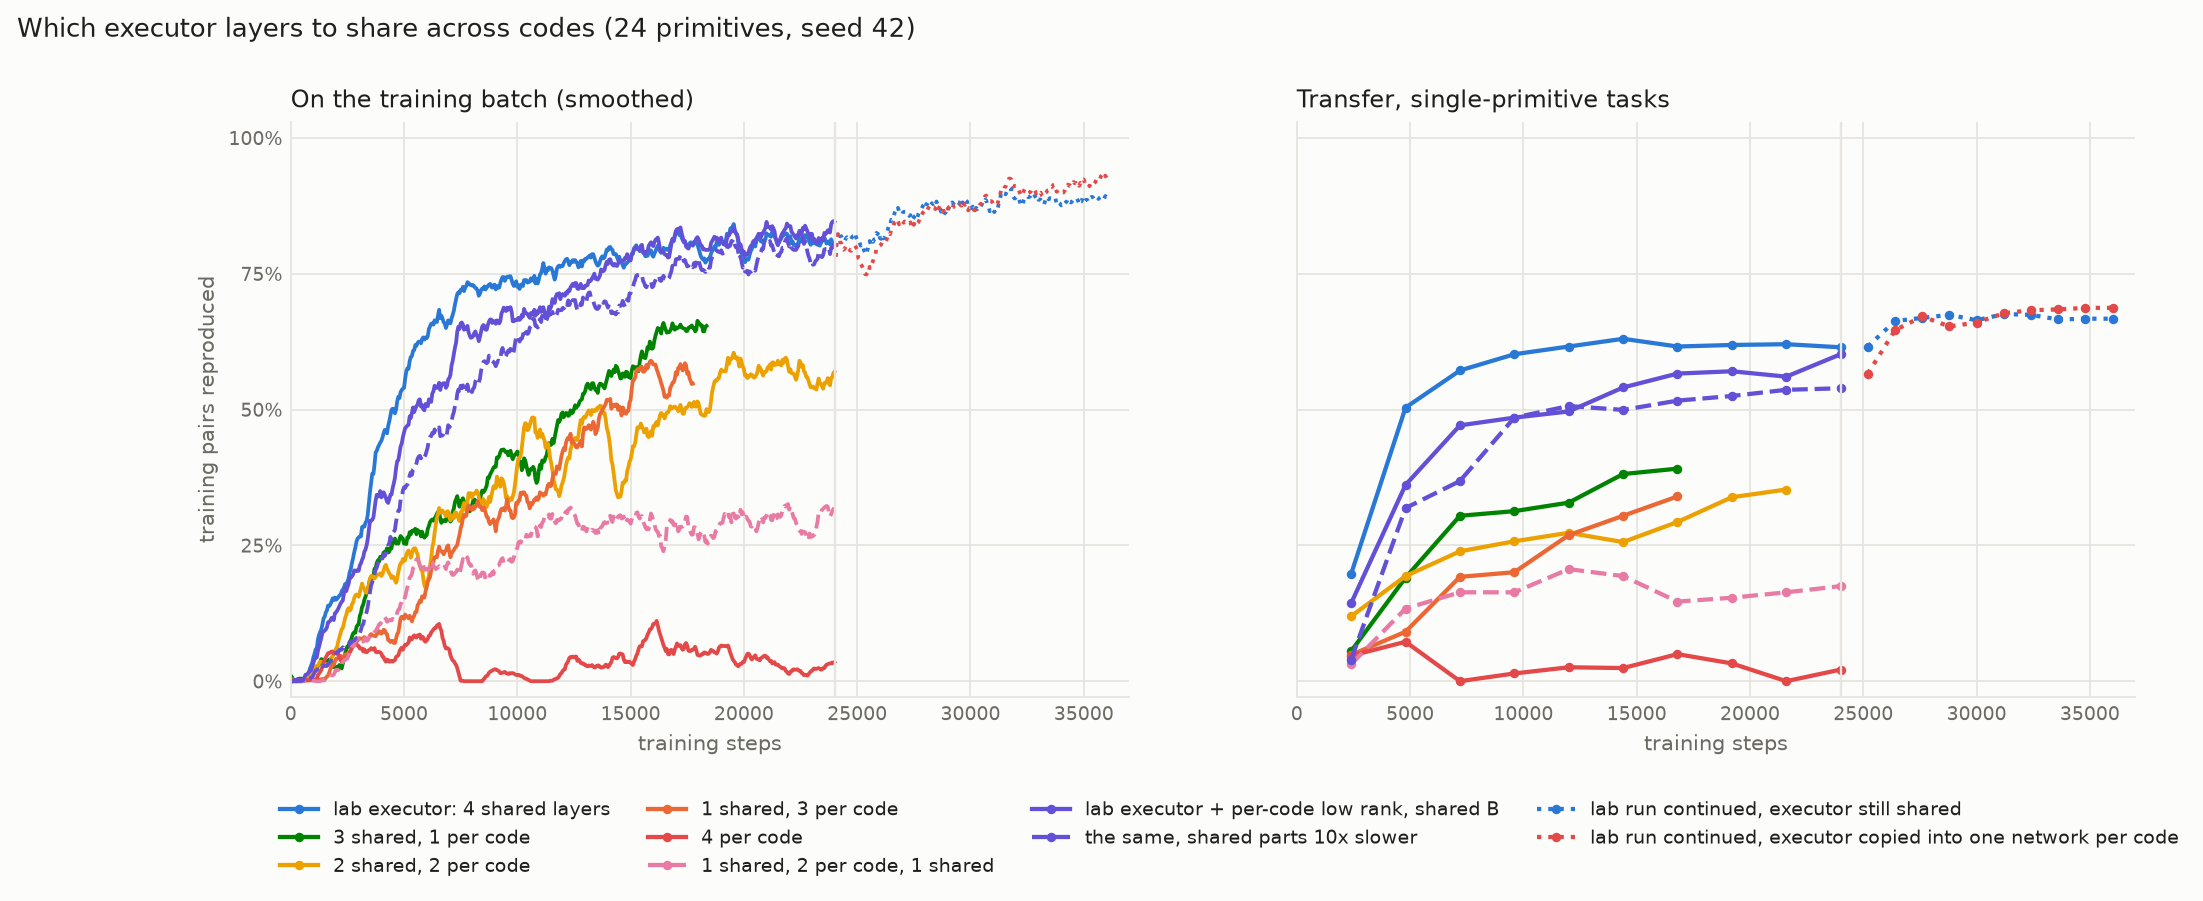 Which executor layers to share across codes (24 primitives, seed 42)
On the training batch (smoothed)
training pairs reproduced
100%
75%
50%
25%
0%
0 5000 10000 15000 20000 25000 30000 35000
training steps
Transfer, single-primitive tasks
0 5000 10000 15000 20000 25000 30000 35000
training steps
lab executor: 4 shared layers
3 shared, 1 per code
2 shared, 2 per code
1 shared, 3 per code
4 per code
1 shared, 2 per code, 1 shared
lab executor + per-code low rank, shared B
the same, shared parts 10x slower
lab run continued, executor still shared
lab run continued, executor copied into one network per code